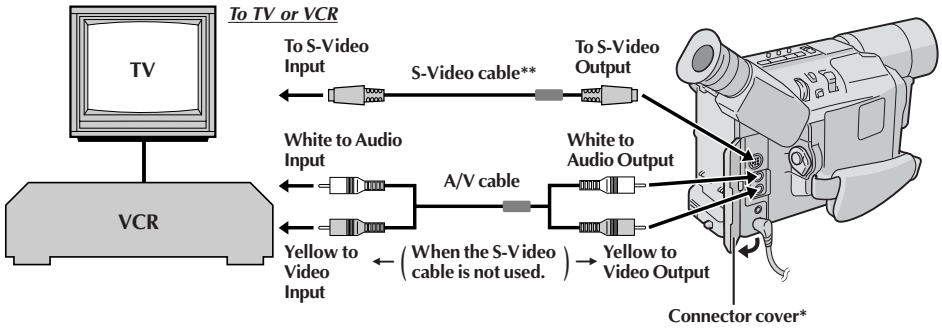 To TV or VCR
To S-Video
Input
S-Video cable**
To S-Video
Output
TV
White to Audio
Input
A/V cable
White to
Audio Output
VCR
Yellow to
Video
Input
(When the S-Video
cable is not used.)
Yellow to
Video Output
Connector cover*